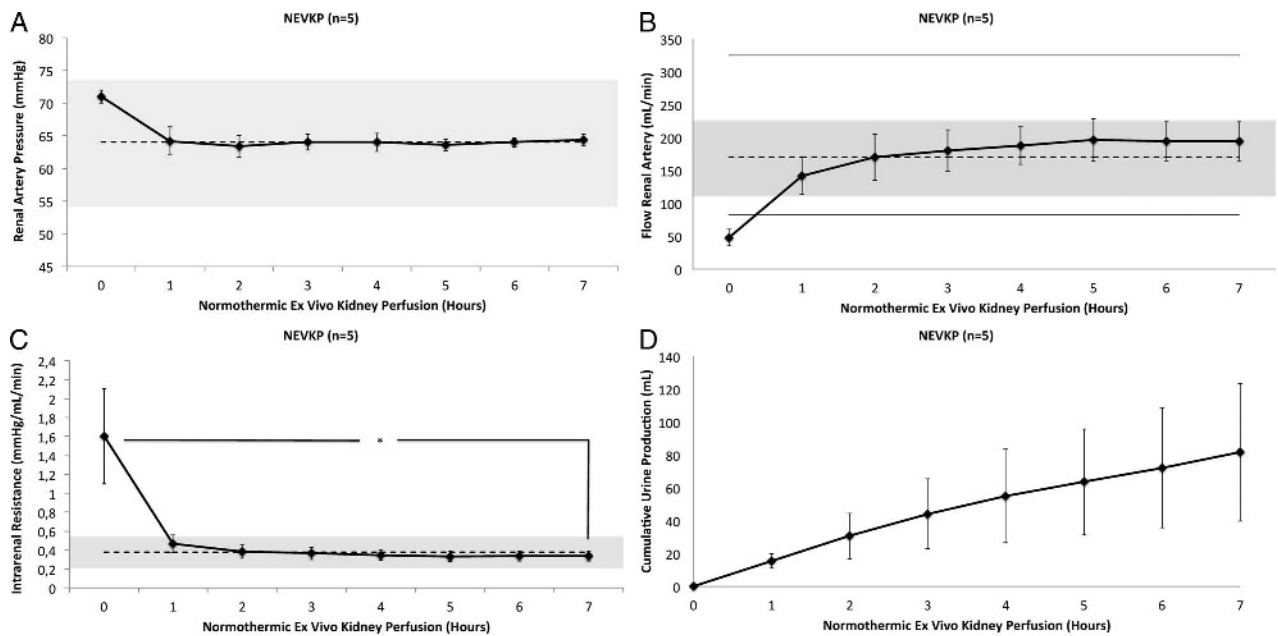 A
NEVKP (n=5)
Renal Artery Pressure (mmHg)
80
75
70
65
60
55
50
45
0 1 2 3 4 5 6 7
Normothermic Ex Vivo Kidney Perfusion (Hours)
B
NEVKP (n=5)
Flow Renal Artery (mL/min)
350
300
250
200
150
100
50
0
0 1 2 3 4 5 6 7
Normothermic Ex Vivo Kidney Perfusion (Hours)
C
NEVKP (n=5)
Intrarenal Resistance (mmHg/mL/min)
2,4
2,2
2
1,8
1,6
1,4
1,2
1
0,8
0,6
0,4
0,2
0
*
0 1 2 3 4 5 6 7
Normothermic Ex Vivo Kidney Perfusion (Hours)
D
NEVKP (n=5)
Cumulative Urine Production (mL)
140
120
100
80
60
40
20
0
0 1 2 3 4 5 6 7
Normothermic Ex Vivo Kidney Perfusion (Hours)